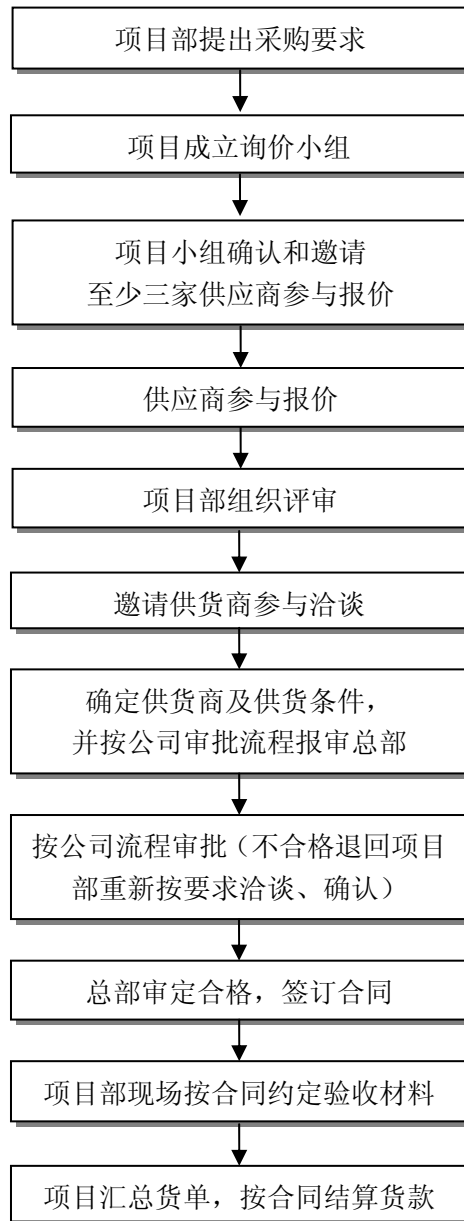 项目部提出采购要求
项目成立询价小组
项目小组确认和邀请
至少三家供应商参与报价
供应商参与报价
项目部组织评审
邀请供货商参与洽谈
确定供货商及供货条件，
并按公司审批流程报审总部
按公司流程审批（不合格退回项目
部重新按要求洽谈、确认）
总部审定合格，签订合同
项目部现场按合同约定验收材料
项目汇总货单，按合同结算货款